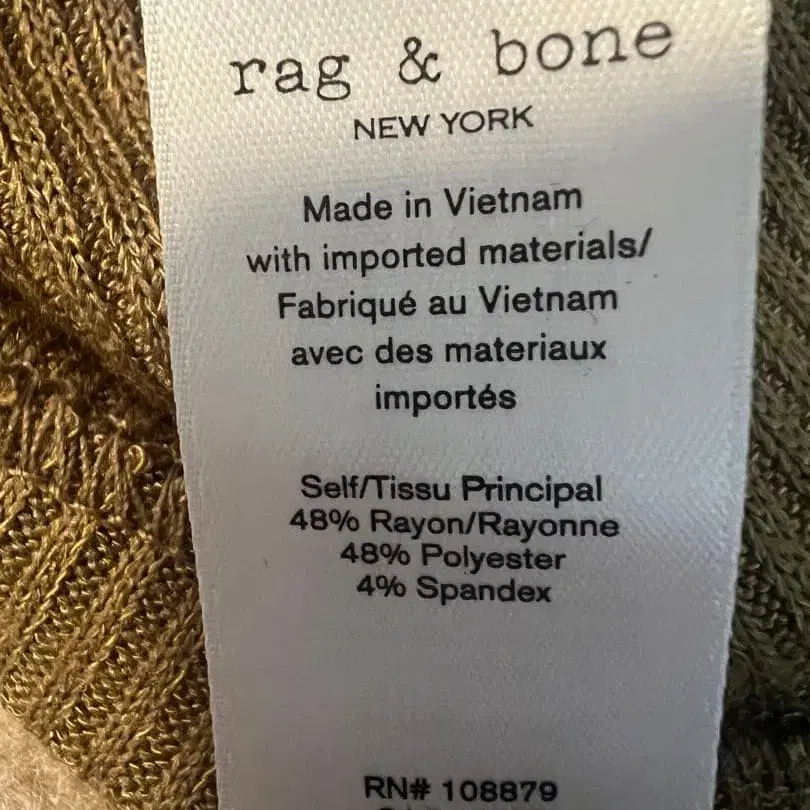 rag & bone
NEW YORK
Made in Vietnam
with imported materials/
Fabriqué au Vietnam
avec des materiaux
importés
Self/Tissu Principal
48% Rayon/Rayonne
48% Polyester
4% Spandex
RN# 108879